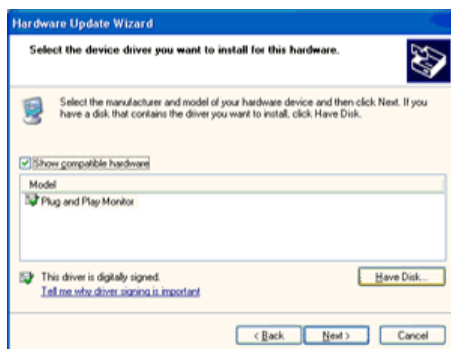 Hardware Update Wizard
Select the device driver you want to install for this hardware.
Select the manufacturer and model of your hardware device and then click Next. If you
have a disk that contains the driver you want to install, click Have Disk.
Show compatible hardware
Model
Plug and Play Monitor
This driver is digitally signed.
Have Disk...
Tell me why driver signing is important
< Back Next > Cancel